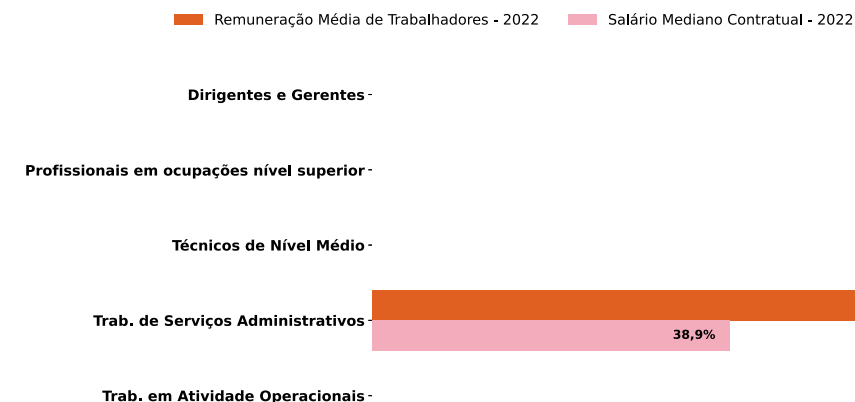 Remuneração Média de Trabalhadores - 2022 Salário Mediano Contratual - 2022
Dirigentes e Gerentes
Profissionais em ocupações nível superior
Técnicos de Nível Médio
Trab. de Serviços Administrativos
38,9%
Trab. em Atividade Operacionais